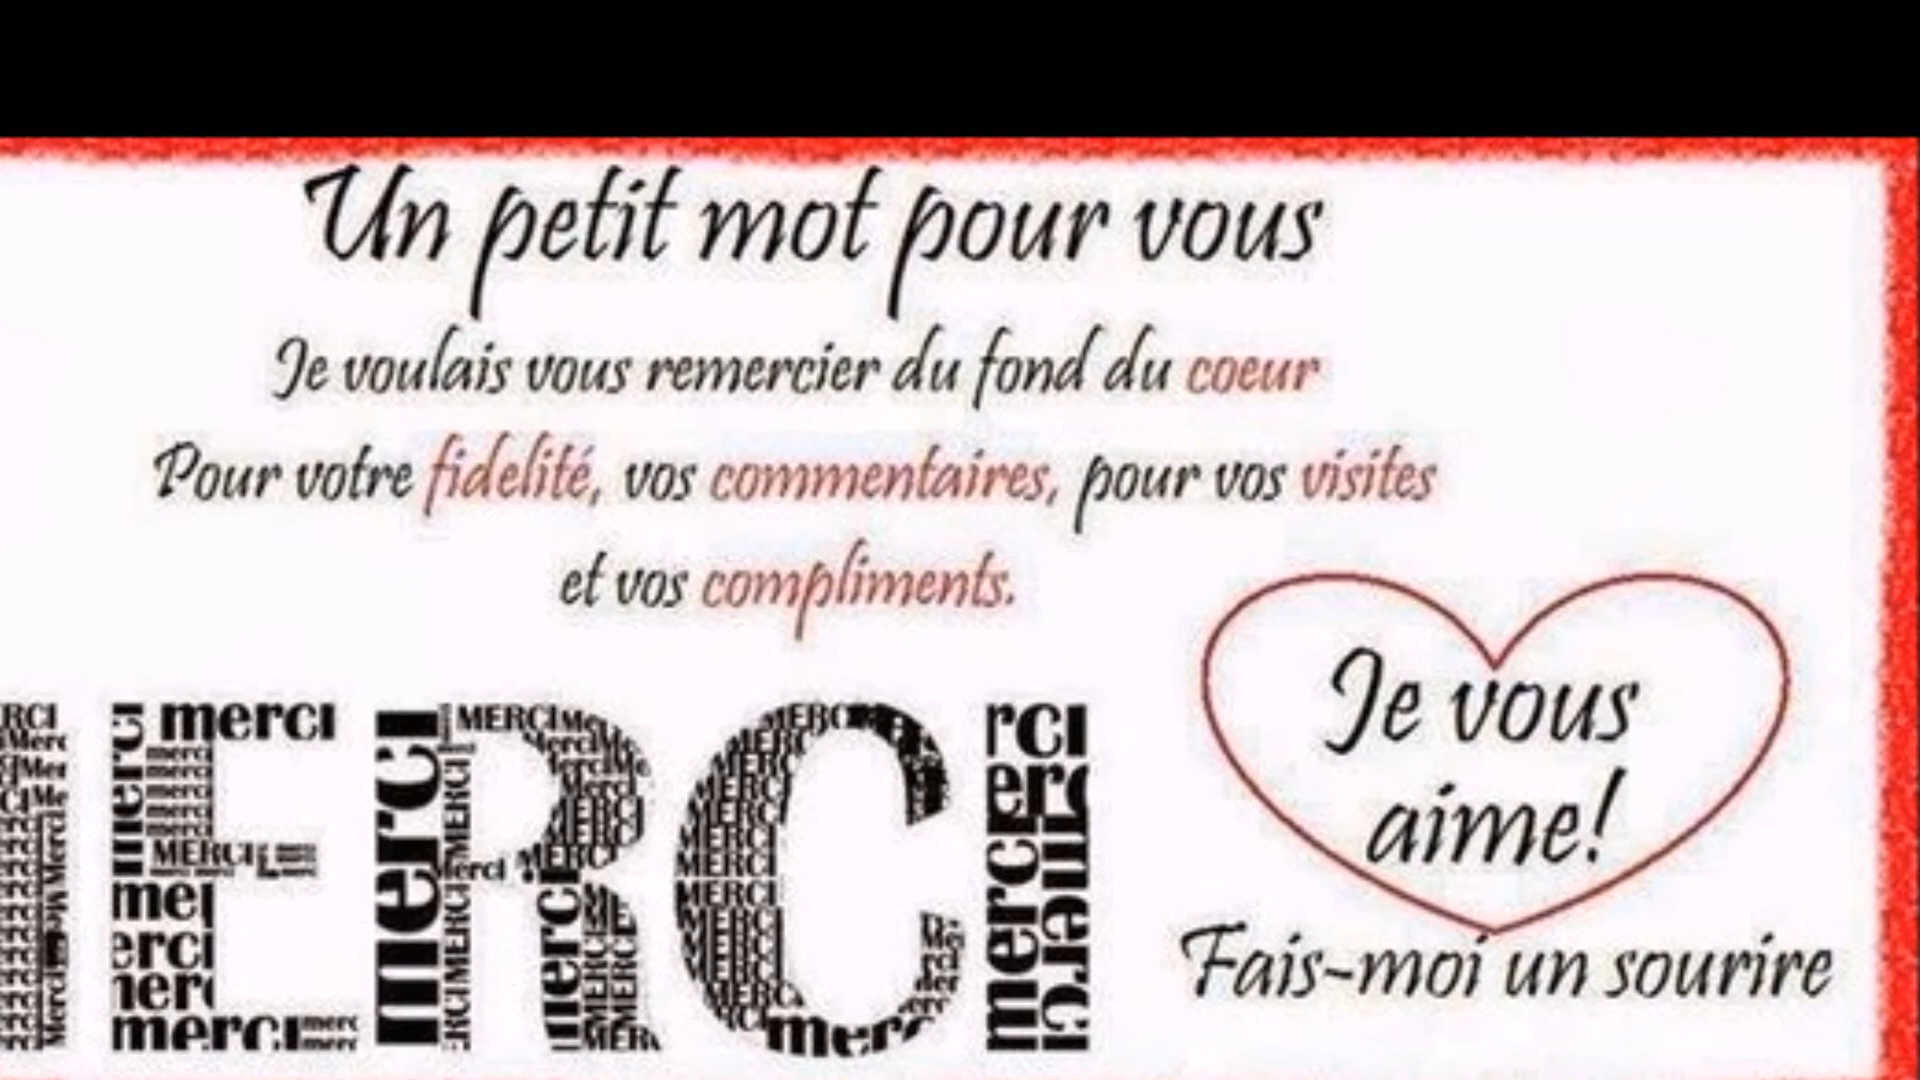 Un petit mot pour vous
Je voulais vous remercier du fond du coeur
Pour votre fidelité, vos commentaires, pour vos visites
et vos compliments.
ERCI
Je vous
aime!
Fais-moi un sourire